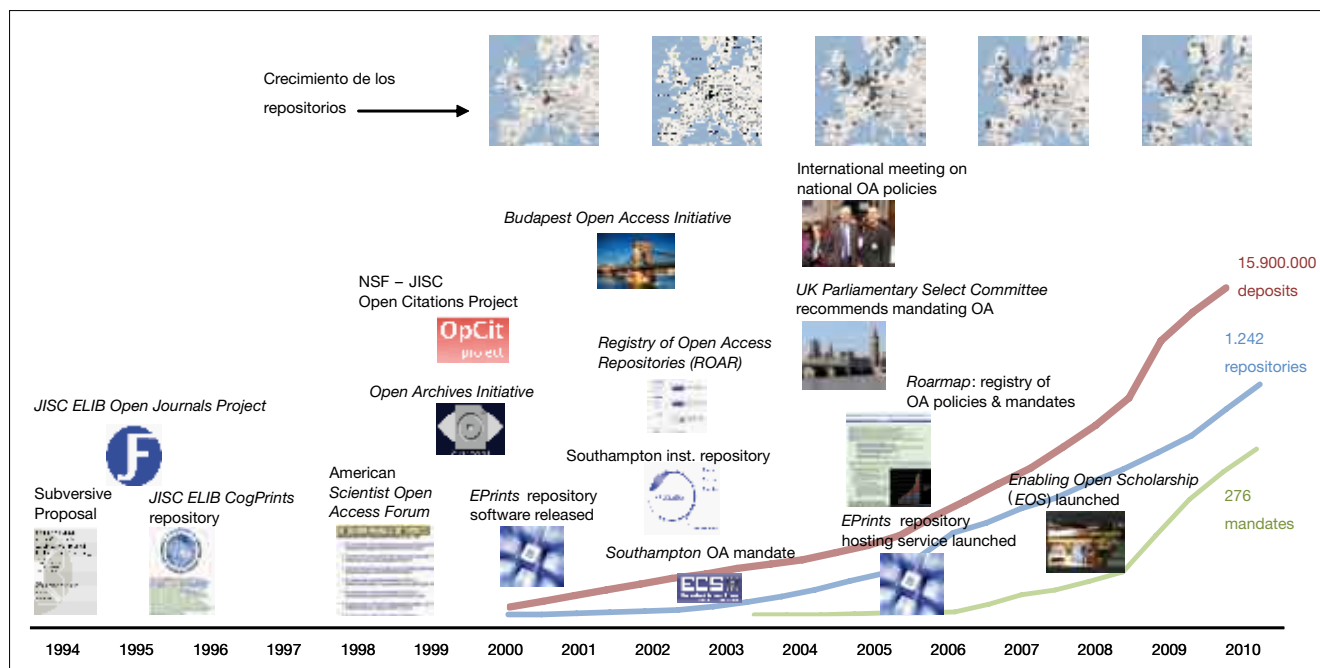 Crecimiento de los
repositorios
International meeting on
national OA policies
Budapest Open Access Initiative
15.900.000
deposits
NSF – JISC
Open Citations Project
UK Parliamentary Select Committee
recommends mandating OA
OpCit
project
1.242
repositories
Registry of Open Access
Repositories (ROAR)
Roarmap: registry of
OA policies & mandates
Open Archives Initiative
JISC ELIB Open Journals Project
Southampton inst. repository
American
Scientist Open
Access Forum
Enabling Open Scholarship
(EOS) launched
Subversive
Proposal
JISC ELIB CogPrints
repository
EPrints repository
software released
276
mandates
EPrints repository
hosting service launched
Southampton OA mandate
ECS
1994 1995 1996 1997 1998 1999 2000 2001 2002 2003 2004 2005 2006 2007 2008 2009 2010